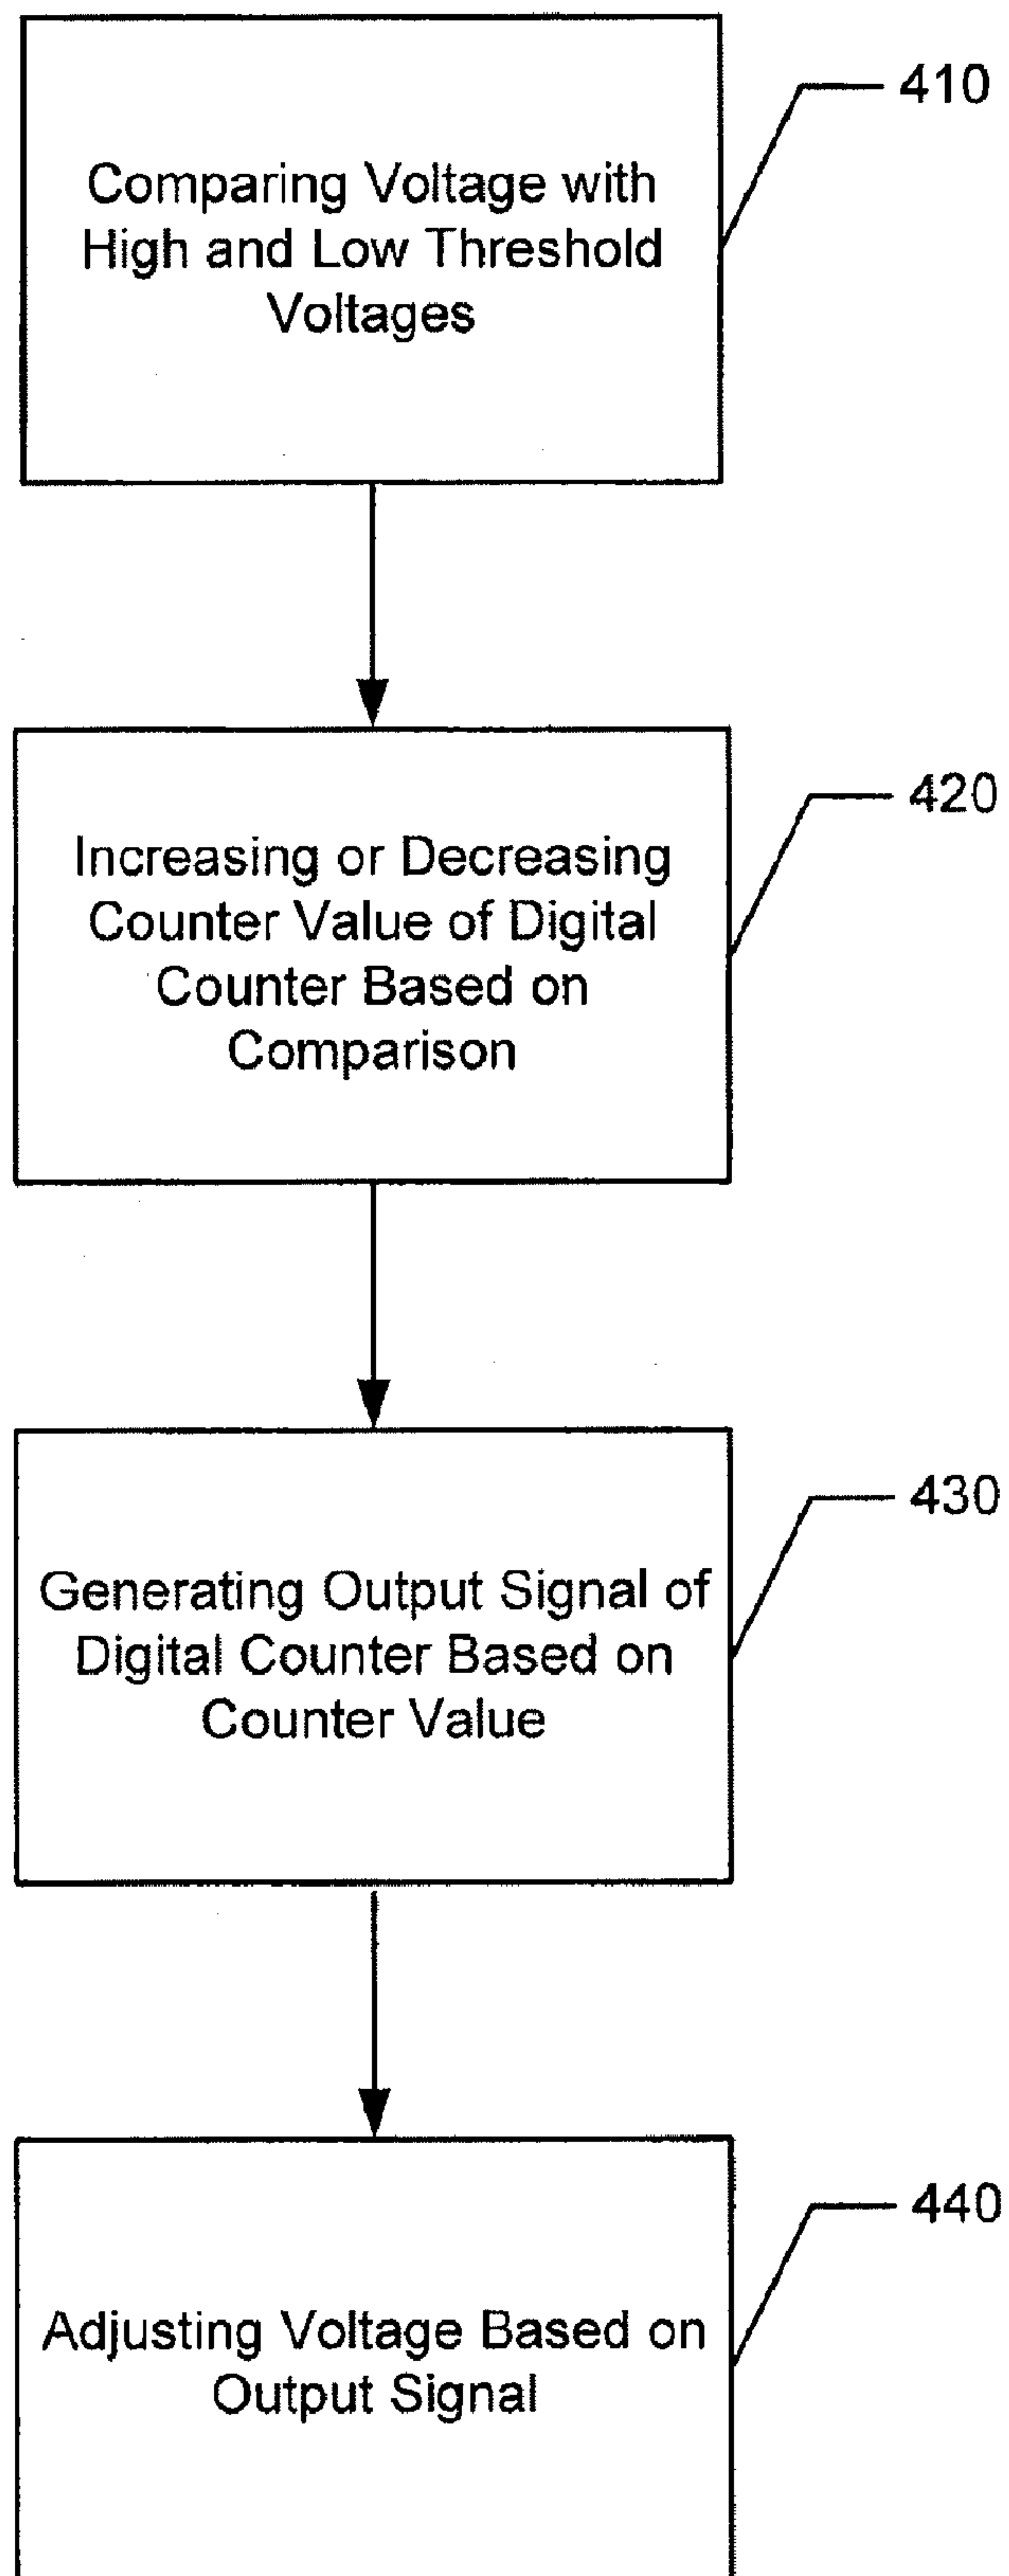 410
Comparing Voltage with
High and Low Threshold
Voltages
420
Increasing or Decreasing
Counter Value of Digital
Counter Based on
Comparison
430
Generating Output Signal of
Digital Counter Based on
Counter Value
440
Adjusting Voltage Based on
Output Signal